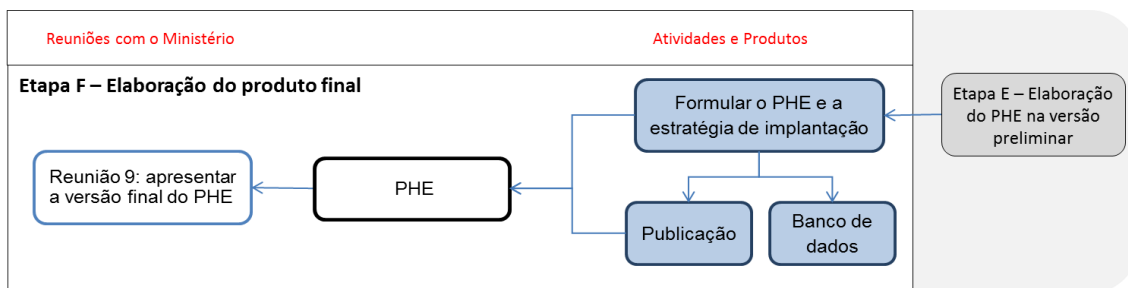 Reuniões com o Ministério
Atividades e Produtos
Etapa F – Elaboração do produto final
Formular o PHE e a
estratégia de implantação
Etapa E – Elaboração
do PHE na versão
preliminar
Reunião 9: apresentar
a versão final do PHE
PHE
Publicação
Banco de
dados